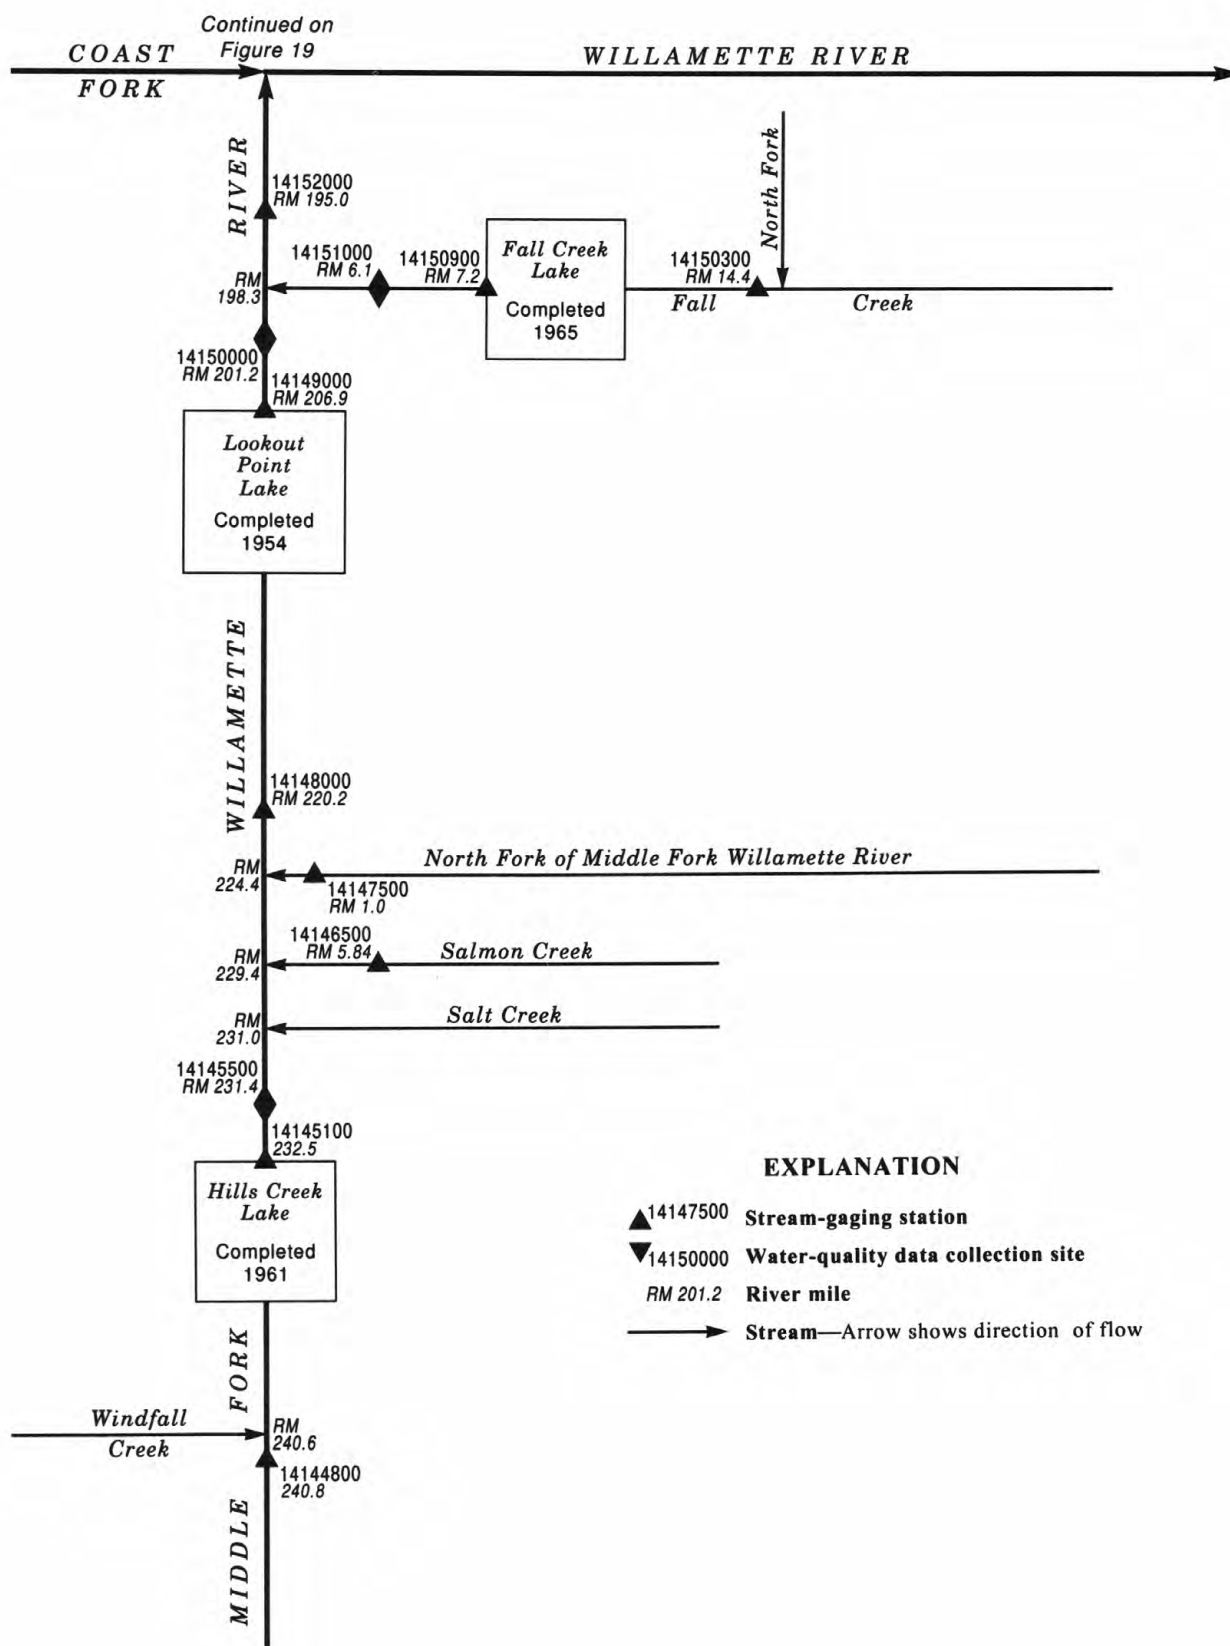 Continued on
Figure 19
COAST
FORK
WILLAMETTE RIVER
RIVER
14152000
RM 195.0
North Fork
14151000
RM 6.1
14150900
RM 7.2
Fall Creek
Lake
Completed
1965
14150300
RM 14.4
Fall
Creek
RM
198.3
14150000
RM 201.2
14149000
RM 206.9
Lookout
Point
Lake
Completed
1954
WILLAMETTE
14148000
RM 220.2
North Fork of Middle Fork Willamette River
RM
224.4
14147500
RM 1.0
14146500
RM 5.84
Salmon Creek
RM
229.4
Salt Creek
RM
231.0
14145500
RM 231.4
14145100
232.5
Hills Creek
Lake
Completed
1961
EXPLANATION
14147500 Stream-gaging station
14150000 Water-quality data collection site
RM 201.2 River mile
Stream—Arrow shows direction of flow
FORK
Windfall
Creek
RM
240.6
14144800
240.8
MIDDLE